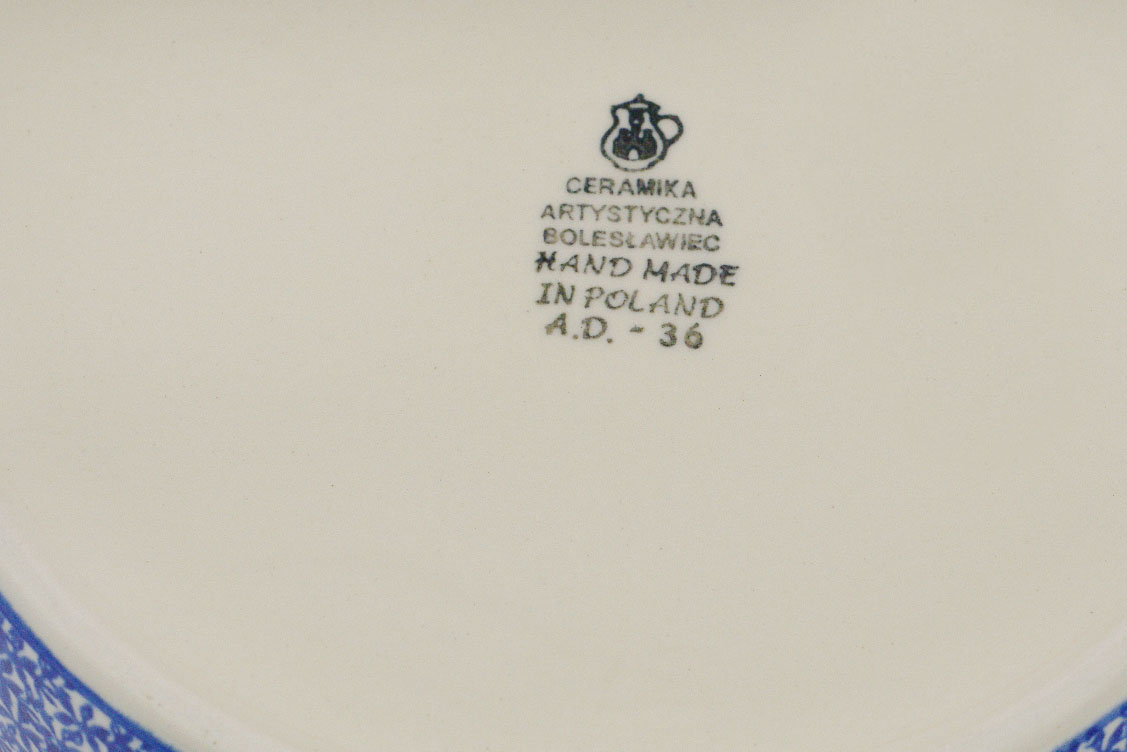 CERAMIKA
ARTYSTYCZNA
BOLESŁAWIEC
HAND MADE
IN POLAND
A.D. - 36